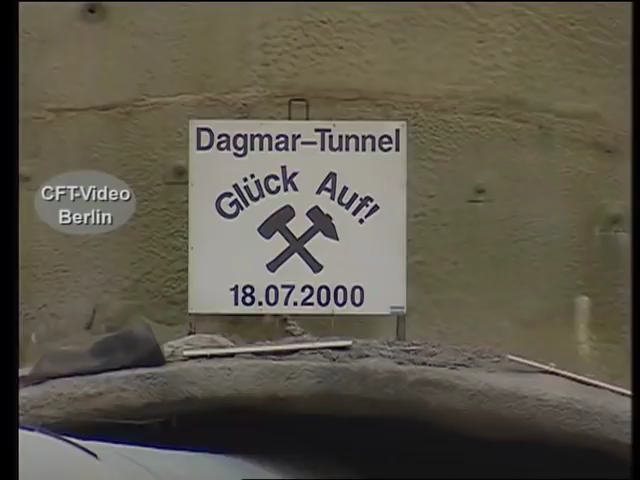 Dagmar–Tunnel
Glück Auf!
18.07.2000
CFT-Video
Berlin